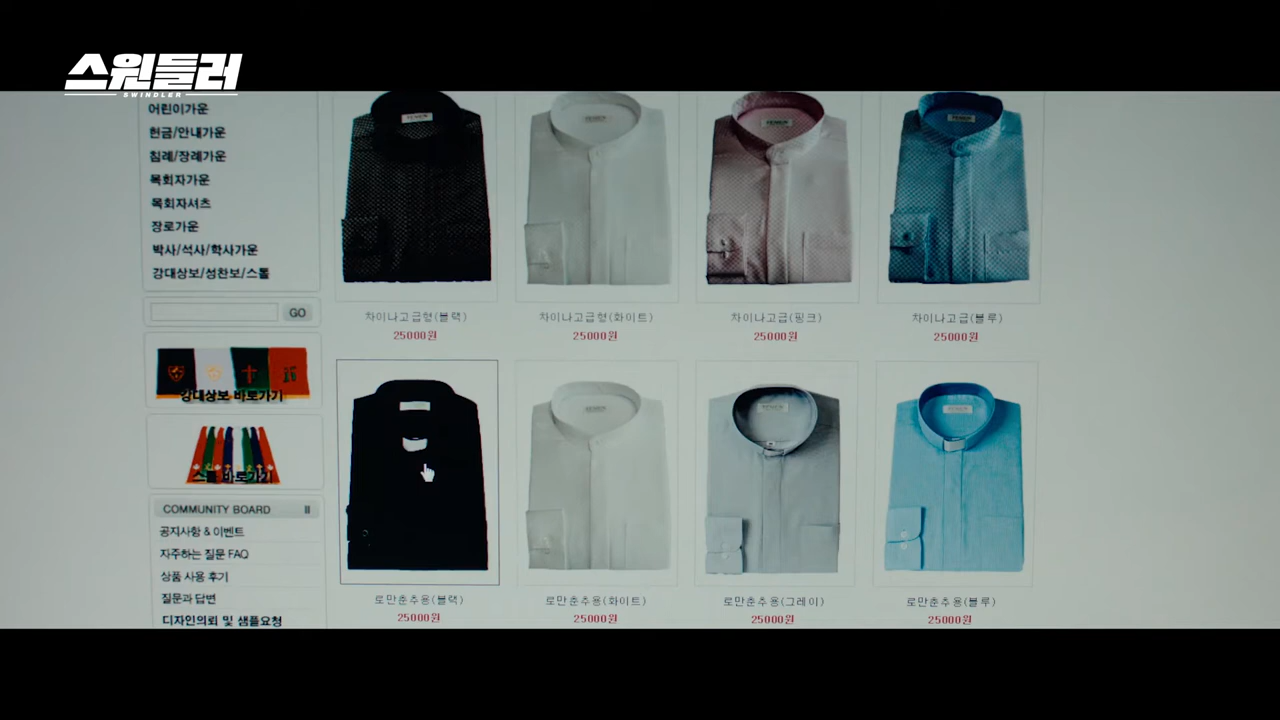 스윈들러
SWINDLER
어린이가운
헌금/안내가운
침례/장례가운
목회자가운
목회자셔츠
장로가운
박사/석사/학사가운
강대상보/성찬보/스톨
GO
강대상보 바로가기
스톨 바로가기
COMMUNITY BOARD
공지사항 & 이벤트
자주하는 질문 FAQ
상품 사용 후기
질문과 답변
디자인의뢰 및 샘플요청
차이나고급형(블랙)
25000원
차이나고급형(화이트)
25000원
차이나고급(핑크)
25000원
차이나고급(블루)
25000원
로만춘추용(블랙)
25000원
로만춘추용(화이트)
25000원
로만춘추용(그레이)
25000원
로만춘추용(블루)
25000원